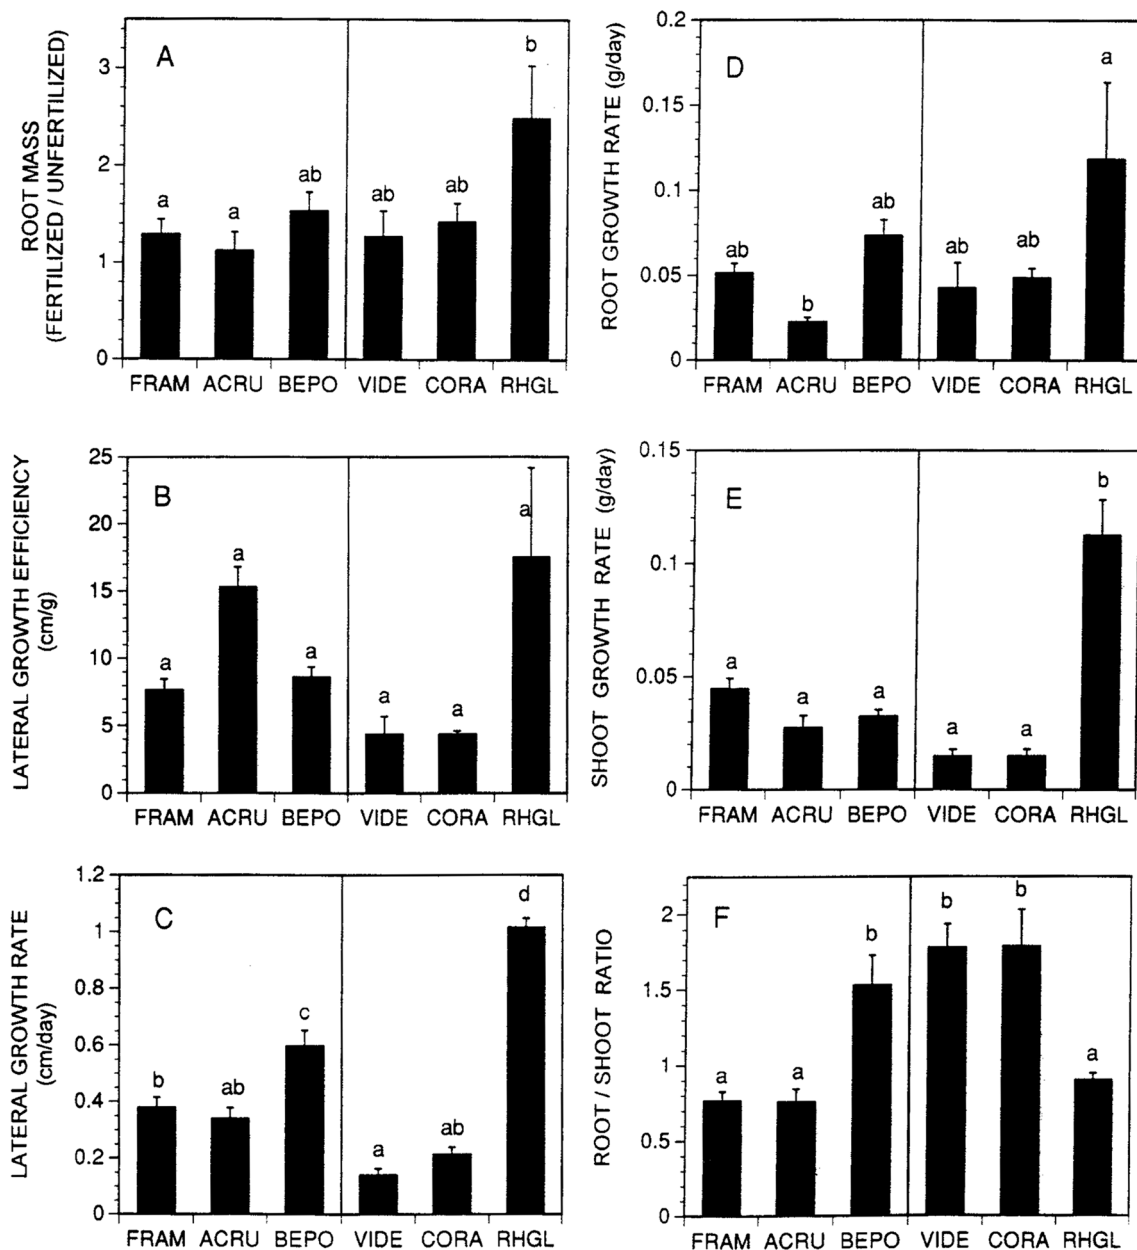 A
ROOT MASS
(FERTILIZED / UNFERTILIZED)
3
2
1
0
a
a
ab
ab
ab
b
FRAM ACRU BEPO VIDE CORA RHGL
D
ROOT GROWTH RATE (g/day)
0.2
0.15
0.1
0.05
0
ab
b
ab
ab
ab
a
FRAM ACRU BEPO VIDE CORA RHGL
B
LATERAL GROWTH EFFICIENCY
(cm/g)
25
20
15
10
5
0
a
a
a
a
a
a
FRAM ACRU BEPO VIDE CORA RHGL
E
SHOOT GROWTH RATE (g/day)
0.15
0.1
0.05
0
a
a
a
a
a
b
FRAM ACRU BEPO VIDE CORA RHGL
C
LATERAL GROWTH RATE
(cm/day)
1.2
1
0.8
0.6
0.4
0.2
0
b
ab
c
a
ab
d
FRAM ACRU BEPO VIDE CORA RHGL
F
ROOT / SHOOT RATIO
2
1.5
1
0.5
0
a
a
b
b
b
a
FRAM ACRU BEPO VIDE CORA RHGL